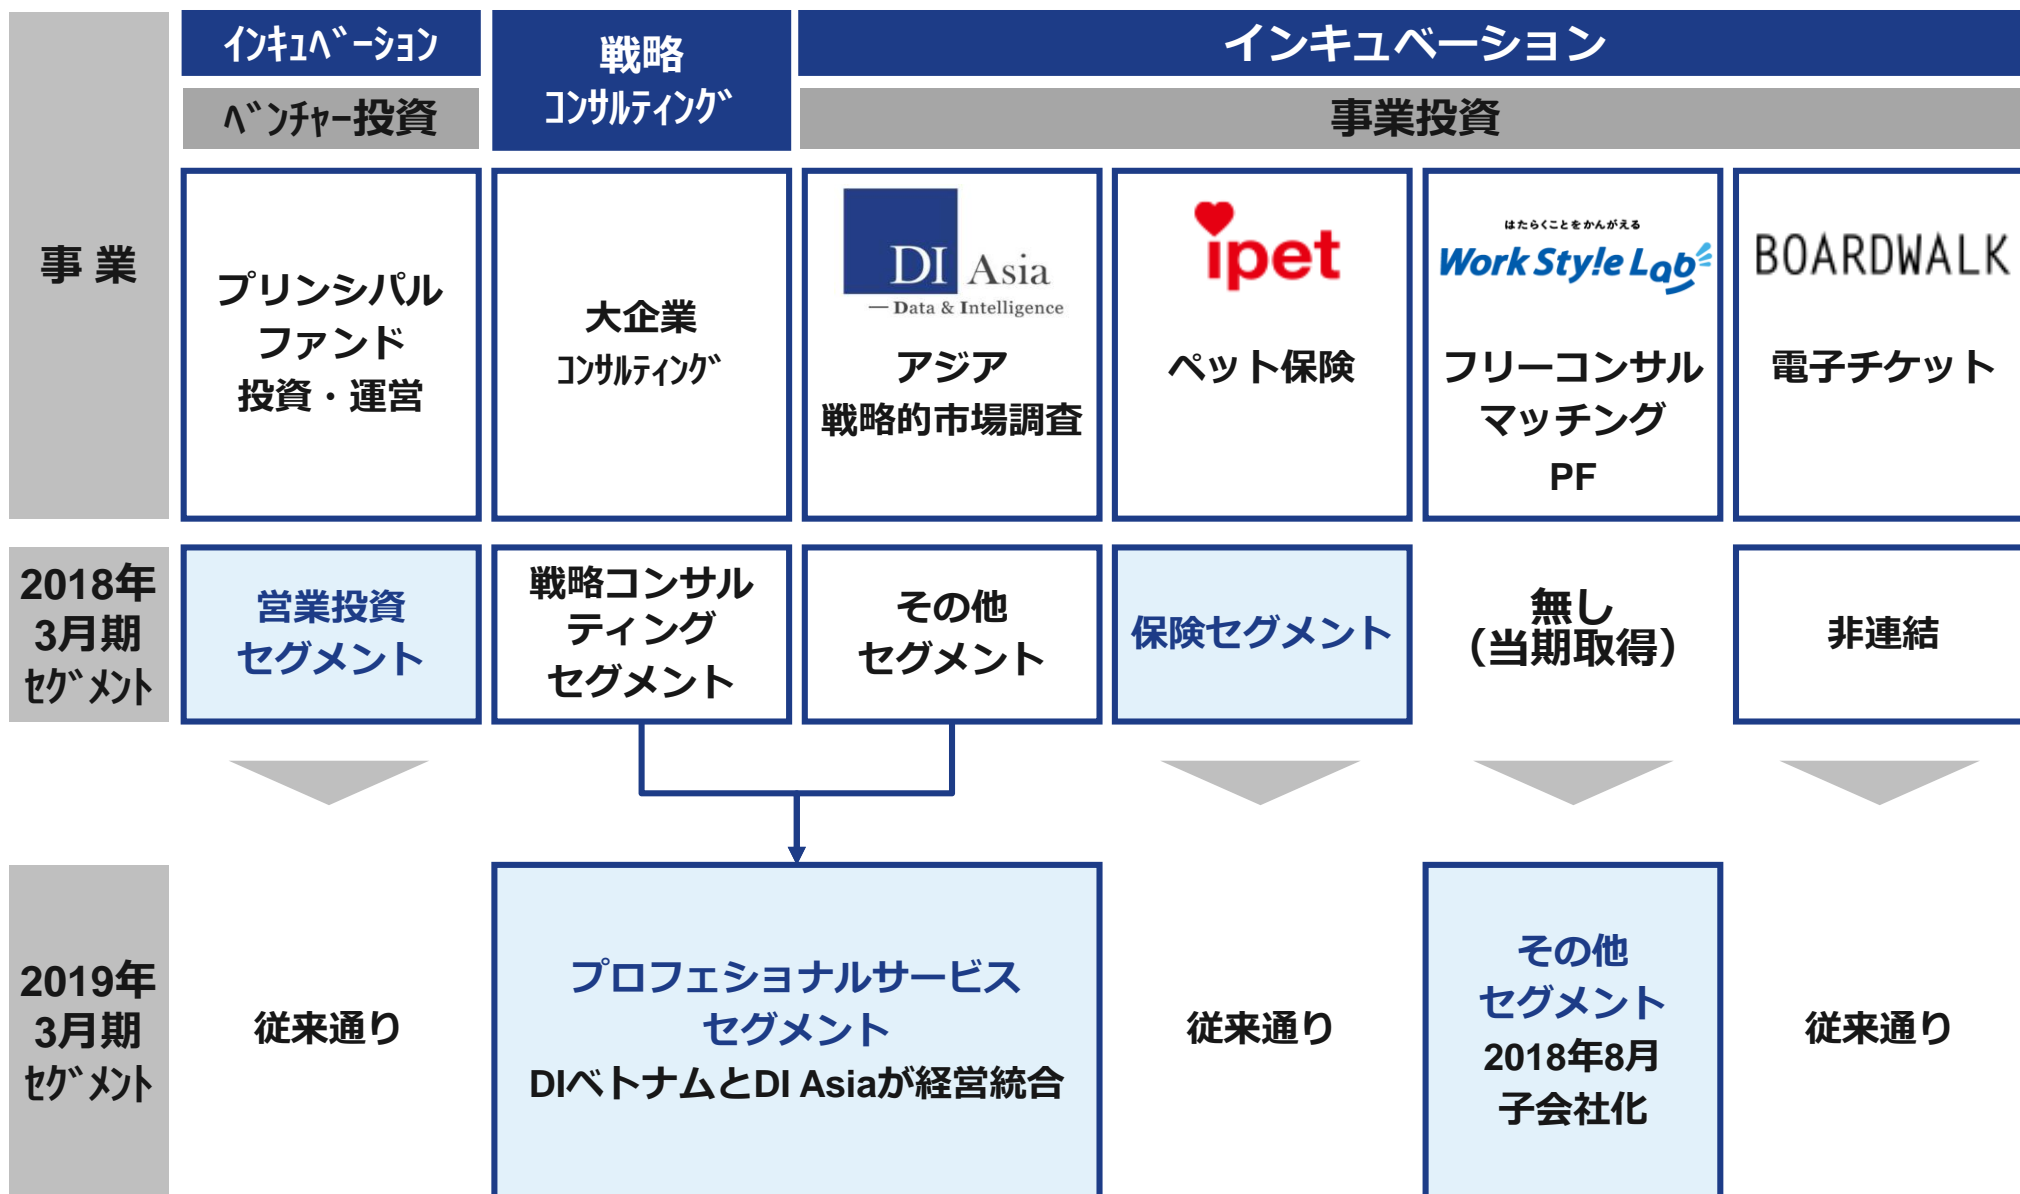 ｲﾝｷｭﾍﾞｰｼｮﾝ
戦略
ｺﾝｻﾙﾃｨﾝｸﾞ
インキュベーション
ﾍﾞﾝﾁｬｰ投資
事業投資
事 業
プリンシパル
ファンド
投資・運営
大企業
ｺﾝｻﾙﾃｨﾝｸﾞ
DI Asia
— Data & Intelligence
アジア
戦略的市場調査
ipet
ペット保険
はたらくことをかんがえる
Work Style Lab
フリーコンサル
マッチング
PF
BOARDWALK
電子チケット
2018年
3月期
ｾｸﾞﾒﾝﾄ
営業投資
セグメント
戦略コンサル
ティング
セグメント
その他
セグメント
保険セグメント
無し
（当期取得）
非連結
2019年
3月期
ｾｸﾞﾒﾝﾄ
従来通り
プロフェショナルサービス
セグメント
DIベトナムとDI Asiaが経営統合
従来通り
その他
セグメント
2018年8月
子会社化
従来通り